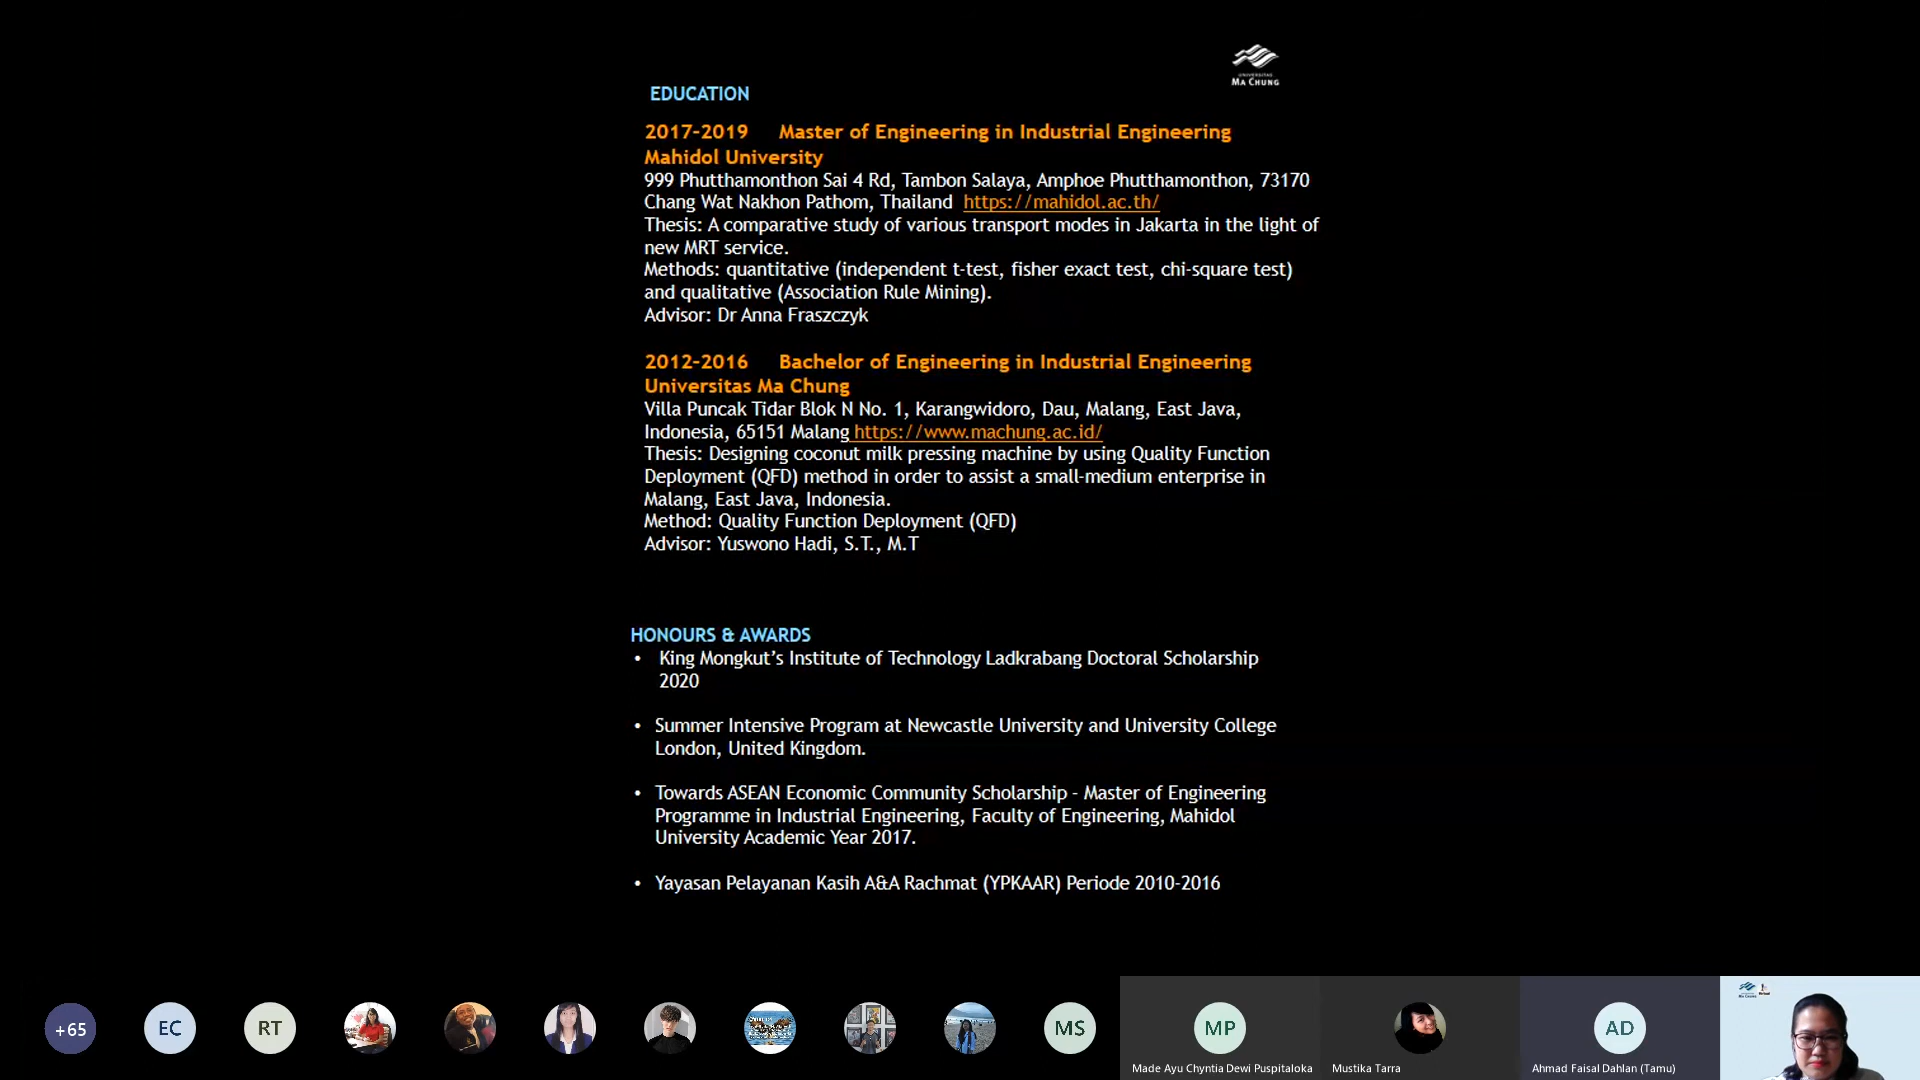 UNIVERSITAS
MA CHUNG
EDUCATION
2017-2019 Master of Engineering in Industrial Engineering
Mahidol University
999 Phutthamonthon Sai 4 Rd, Tambon Salaya, Amphoe Phutthamonthon, 73170
Chang Wat Nakhon Pathom, Thailand https://mahidol.ac.th/
Thesis: A comparative study of various transport modes in Jakarta in the light of
new MRT service.
Methods: quantitative (independent t-test, fisher exact test, chi-square test)
and qualitative (Association Rule Mining).
Advisor: Dr Anna Fraszczyk
2012-2016 Bachelor of Engineering in Industrial Engineering
Universitas Ma Chung
Villa Puncak Tidar Blok N No. 1, Karangwidoro, Dau, Malang, East Java,
Indonesia, 65151 Malang https://www.machung.ac.id/
Thesis: Designing coconut milk pressing machine by using Quality Function
Deployment (QFD) method in order to assist a small-medium enterprise in
Malang, East Java, Indonesia.
Method: Quality Function Deployment (QFD)
Advisor: Yuswono Hadi, S.T., M.T
HONOURS & AWARDS
• King Mongkut’s Institute of Technology Ladkrabang Doctoral Scholarship
2020
• Summer Intensive Program at Newcastle University and University College
London, United Kingdom.
• Towards ASEAN Economic Community Scholarship - Master of Engineering
Programme in Industrial Engineering, Faculty of Engineering, Mahidol
University Academic Year 2017.
• Yayasan Pelayanan Kasih A&A Rachmat (YPKAAR) Periode 2010-2016
+65
EC
RT
MS
MP
AD
Made Ayu Chyntia Dewi Puspitaloka
Mustika Tarra
Ahmad Faisal Dahlan (Tamu)